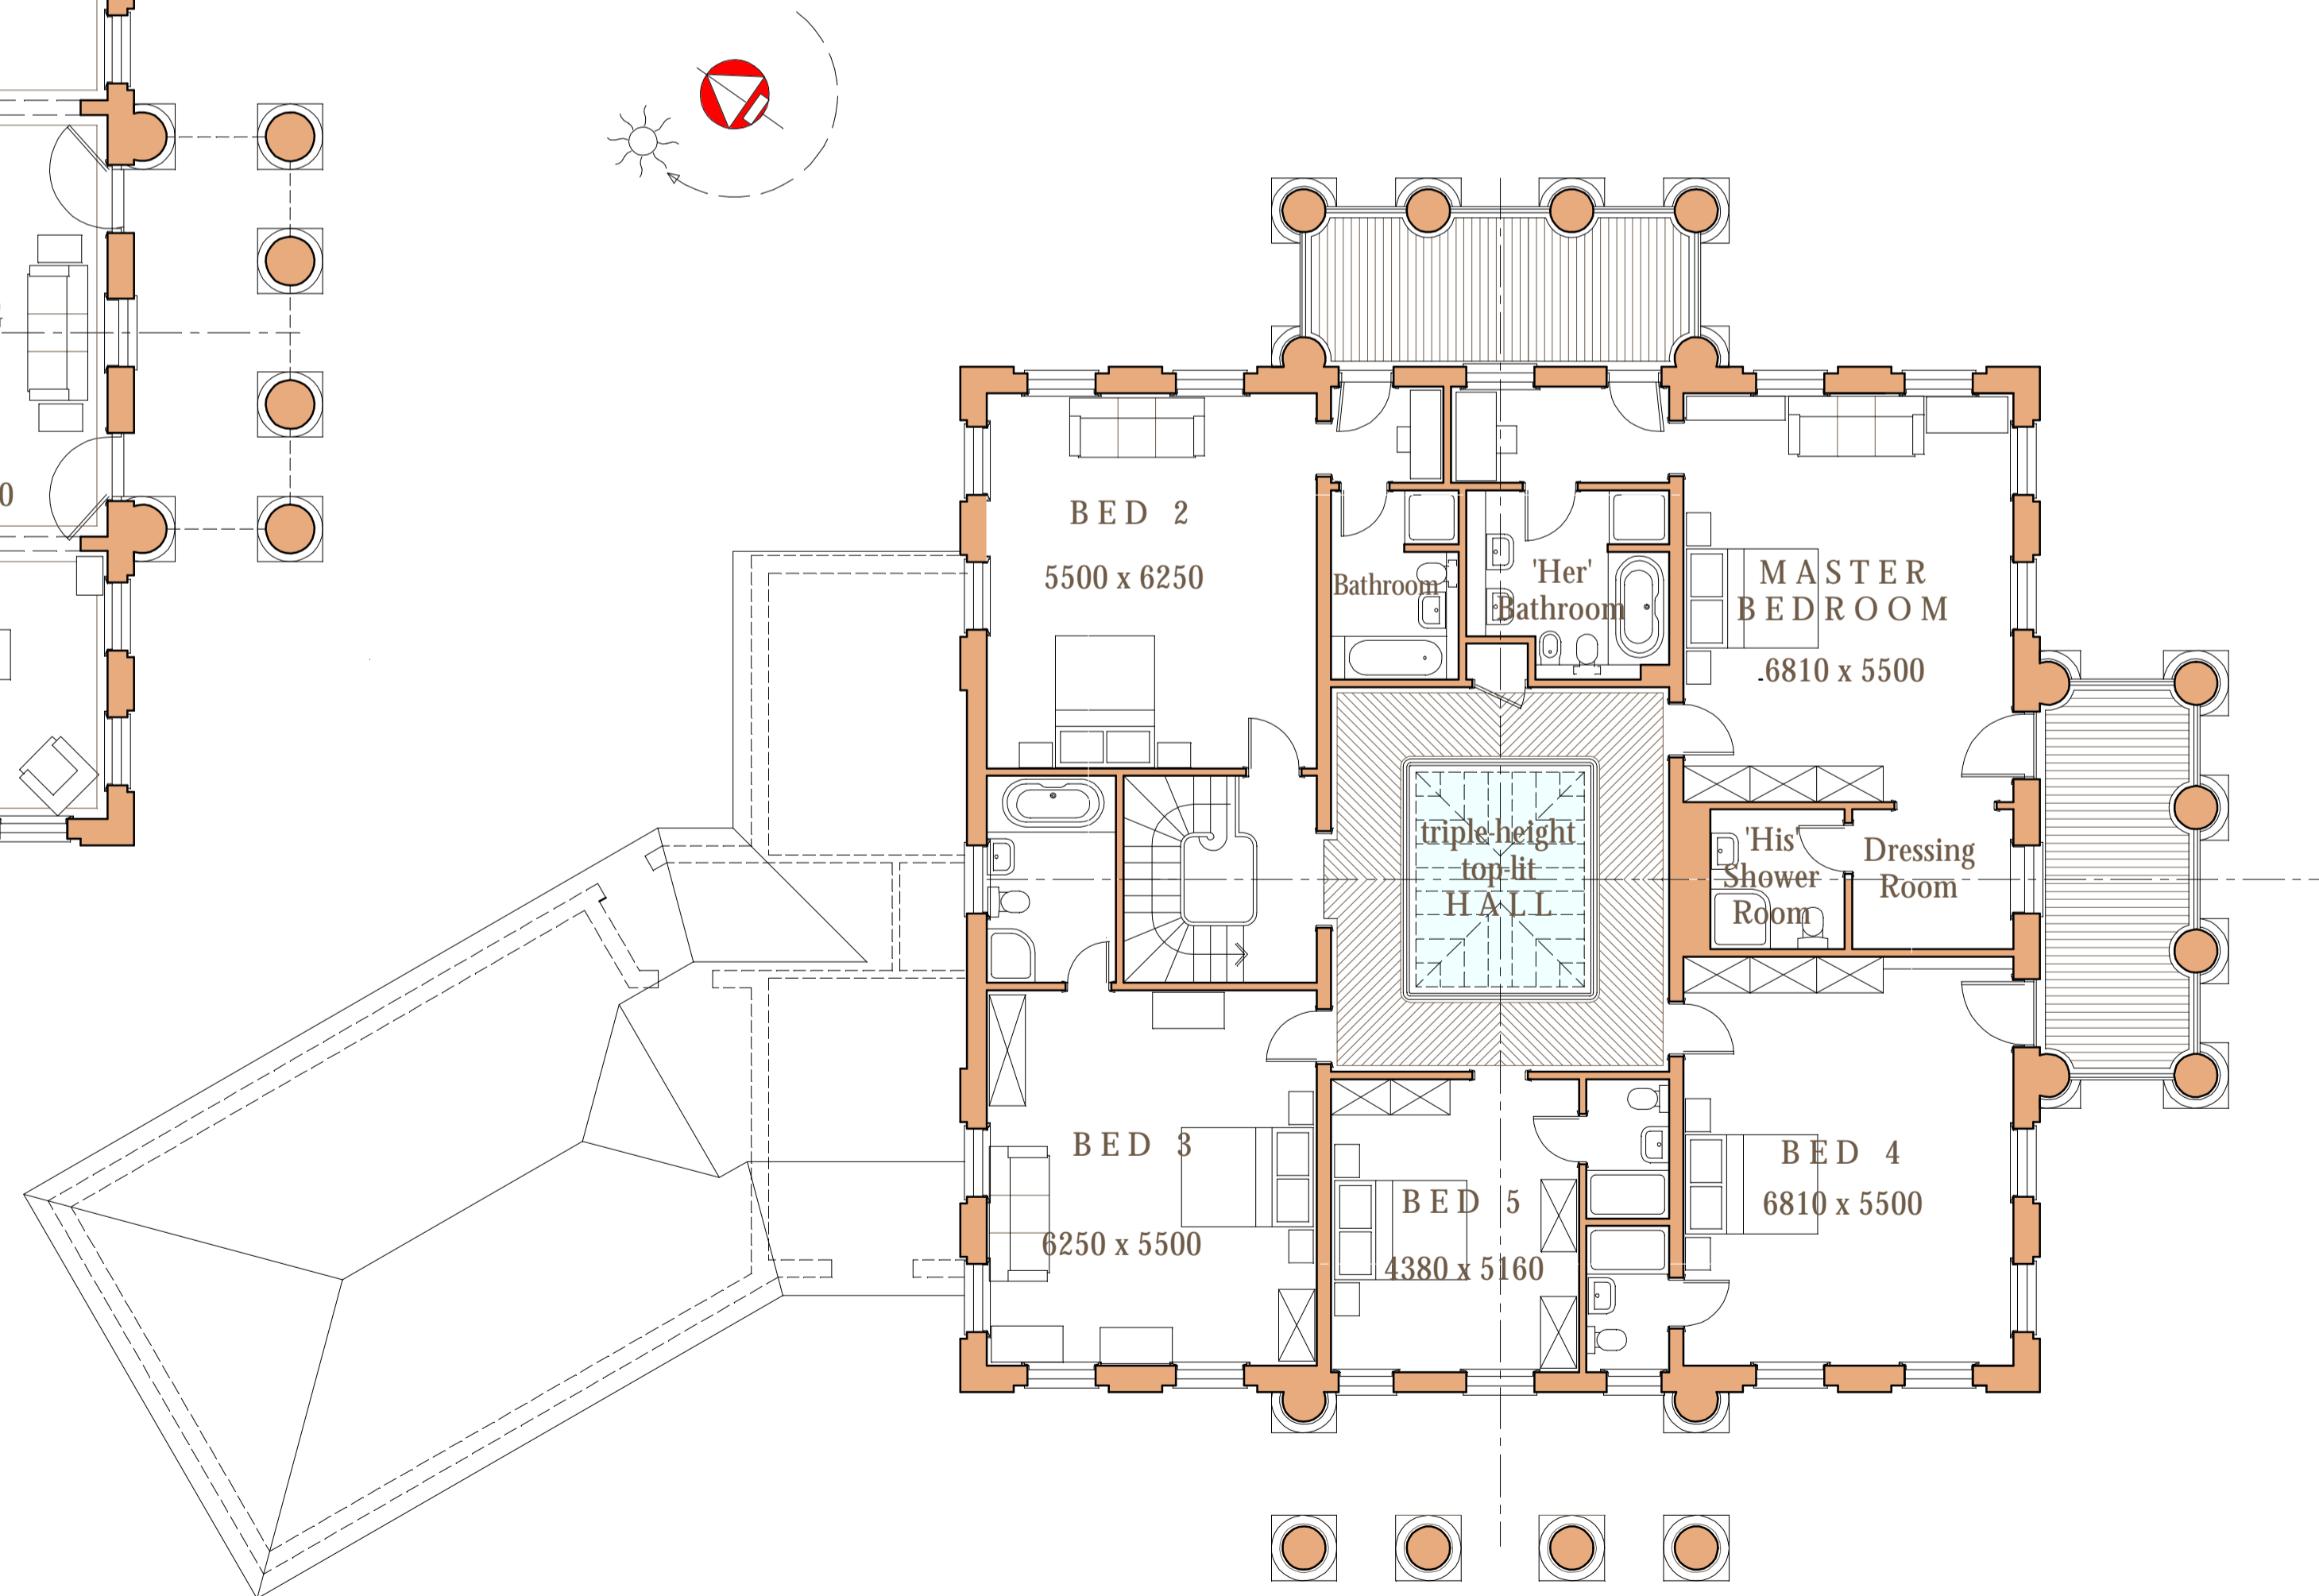 0
BED 2
5500 x 6250
Bathroom
'Her'
Bathroom
MASTER
BEDROOM
6810 x 5500
triple-height
top-lit
HALL
'His'
Shower
Room
Dressing
Room
BED 3
6250 x 5500
BED 5
4380 x 5160
BED 4
6810 x 5500